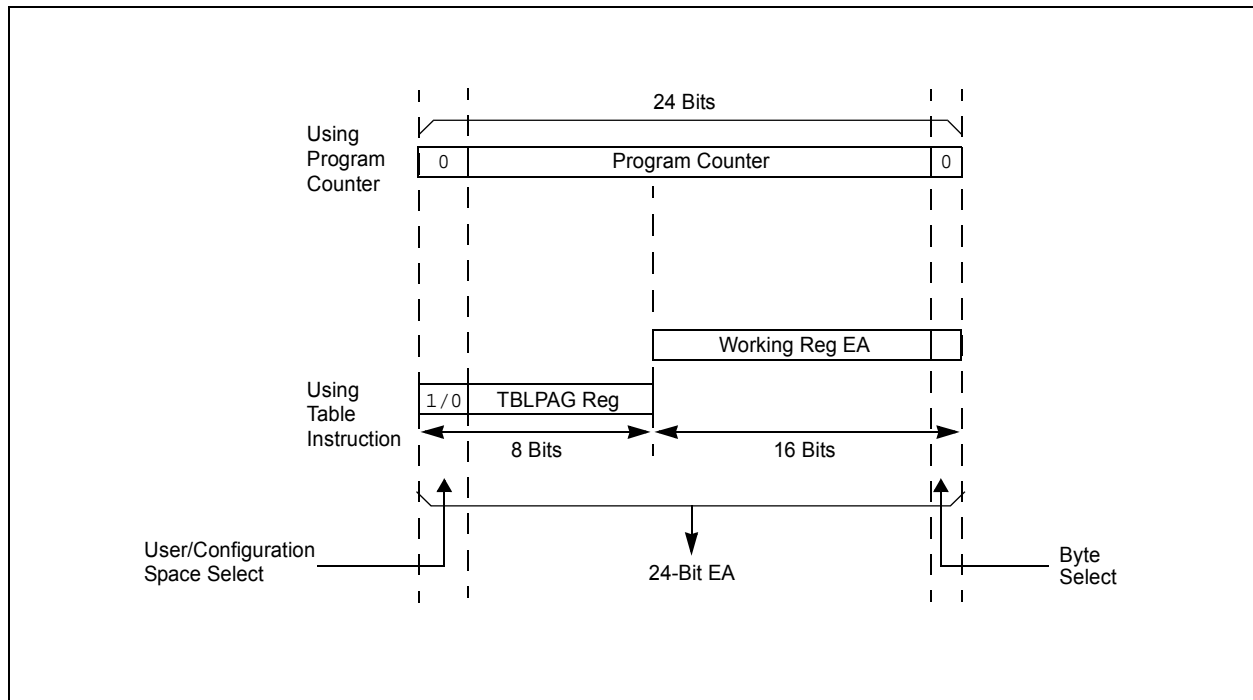 24 Bits
Using
Program
Counter
0
Program Counter
0
Working Reg EA
Using
Table
Instruction
1/0
TBLPAG Reg
8 Bits
16 Bits
User/Configuration
Space Select
24-Bit EA
Byte
Select